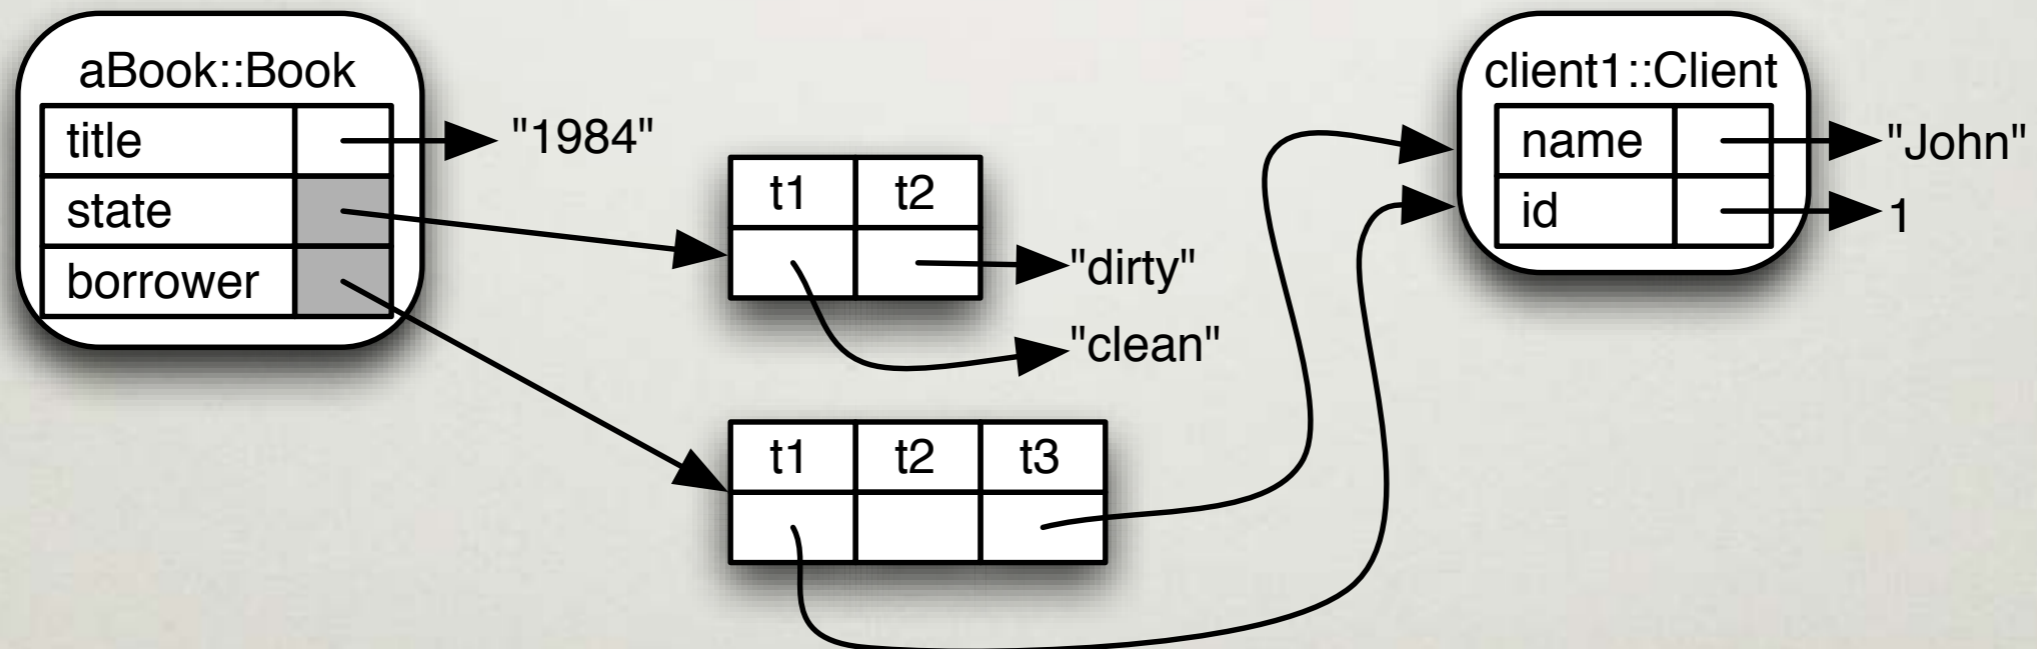 aBook::Book
title
"1984"
state
borrower
t1 t2
"dirty"
"clean"
t1 t2 t3
client1::Client
name
"John"
id
1